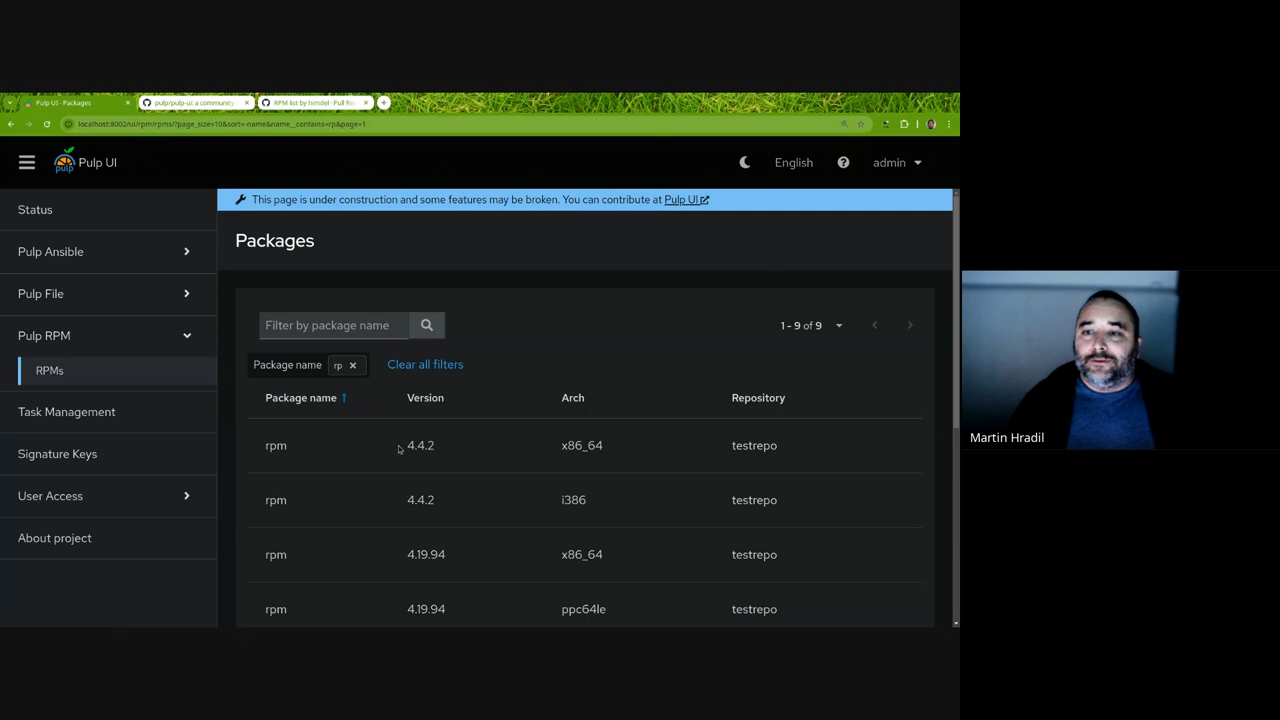 Pulp UI - Packages
pulp/pulp-ui: a community
RPM list by himdel · Pull Re
localhost:8002/ui/rpm/rpms/?page_size=10&sort=-name&name__contains=rp&page=1
pulp
Pulp UI
English
admin
Status
Pulp Ansible
Pulp File
Pulp RPM
RPMs
Task Management
Signature Keys
User Access
About project
This page is under construction and some features may be broken. You can contribute at Pulp UI
Packages
Filter by package name
1 - 9 of 9
Package name rp
Clear all filters
Package name Version Arch Repository
rpm 4.4.2 x86_64 testrepo
rpm 4.4.2 i386 testrepo
rpm 4.19.94 x86_64 testrepo
rpm 4.19.94 ppc64le testrepo
Martin Hradil